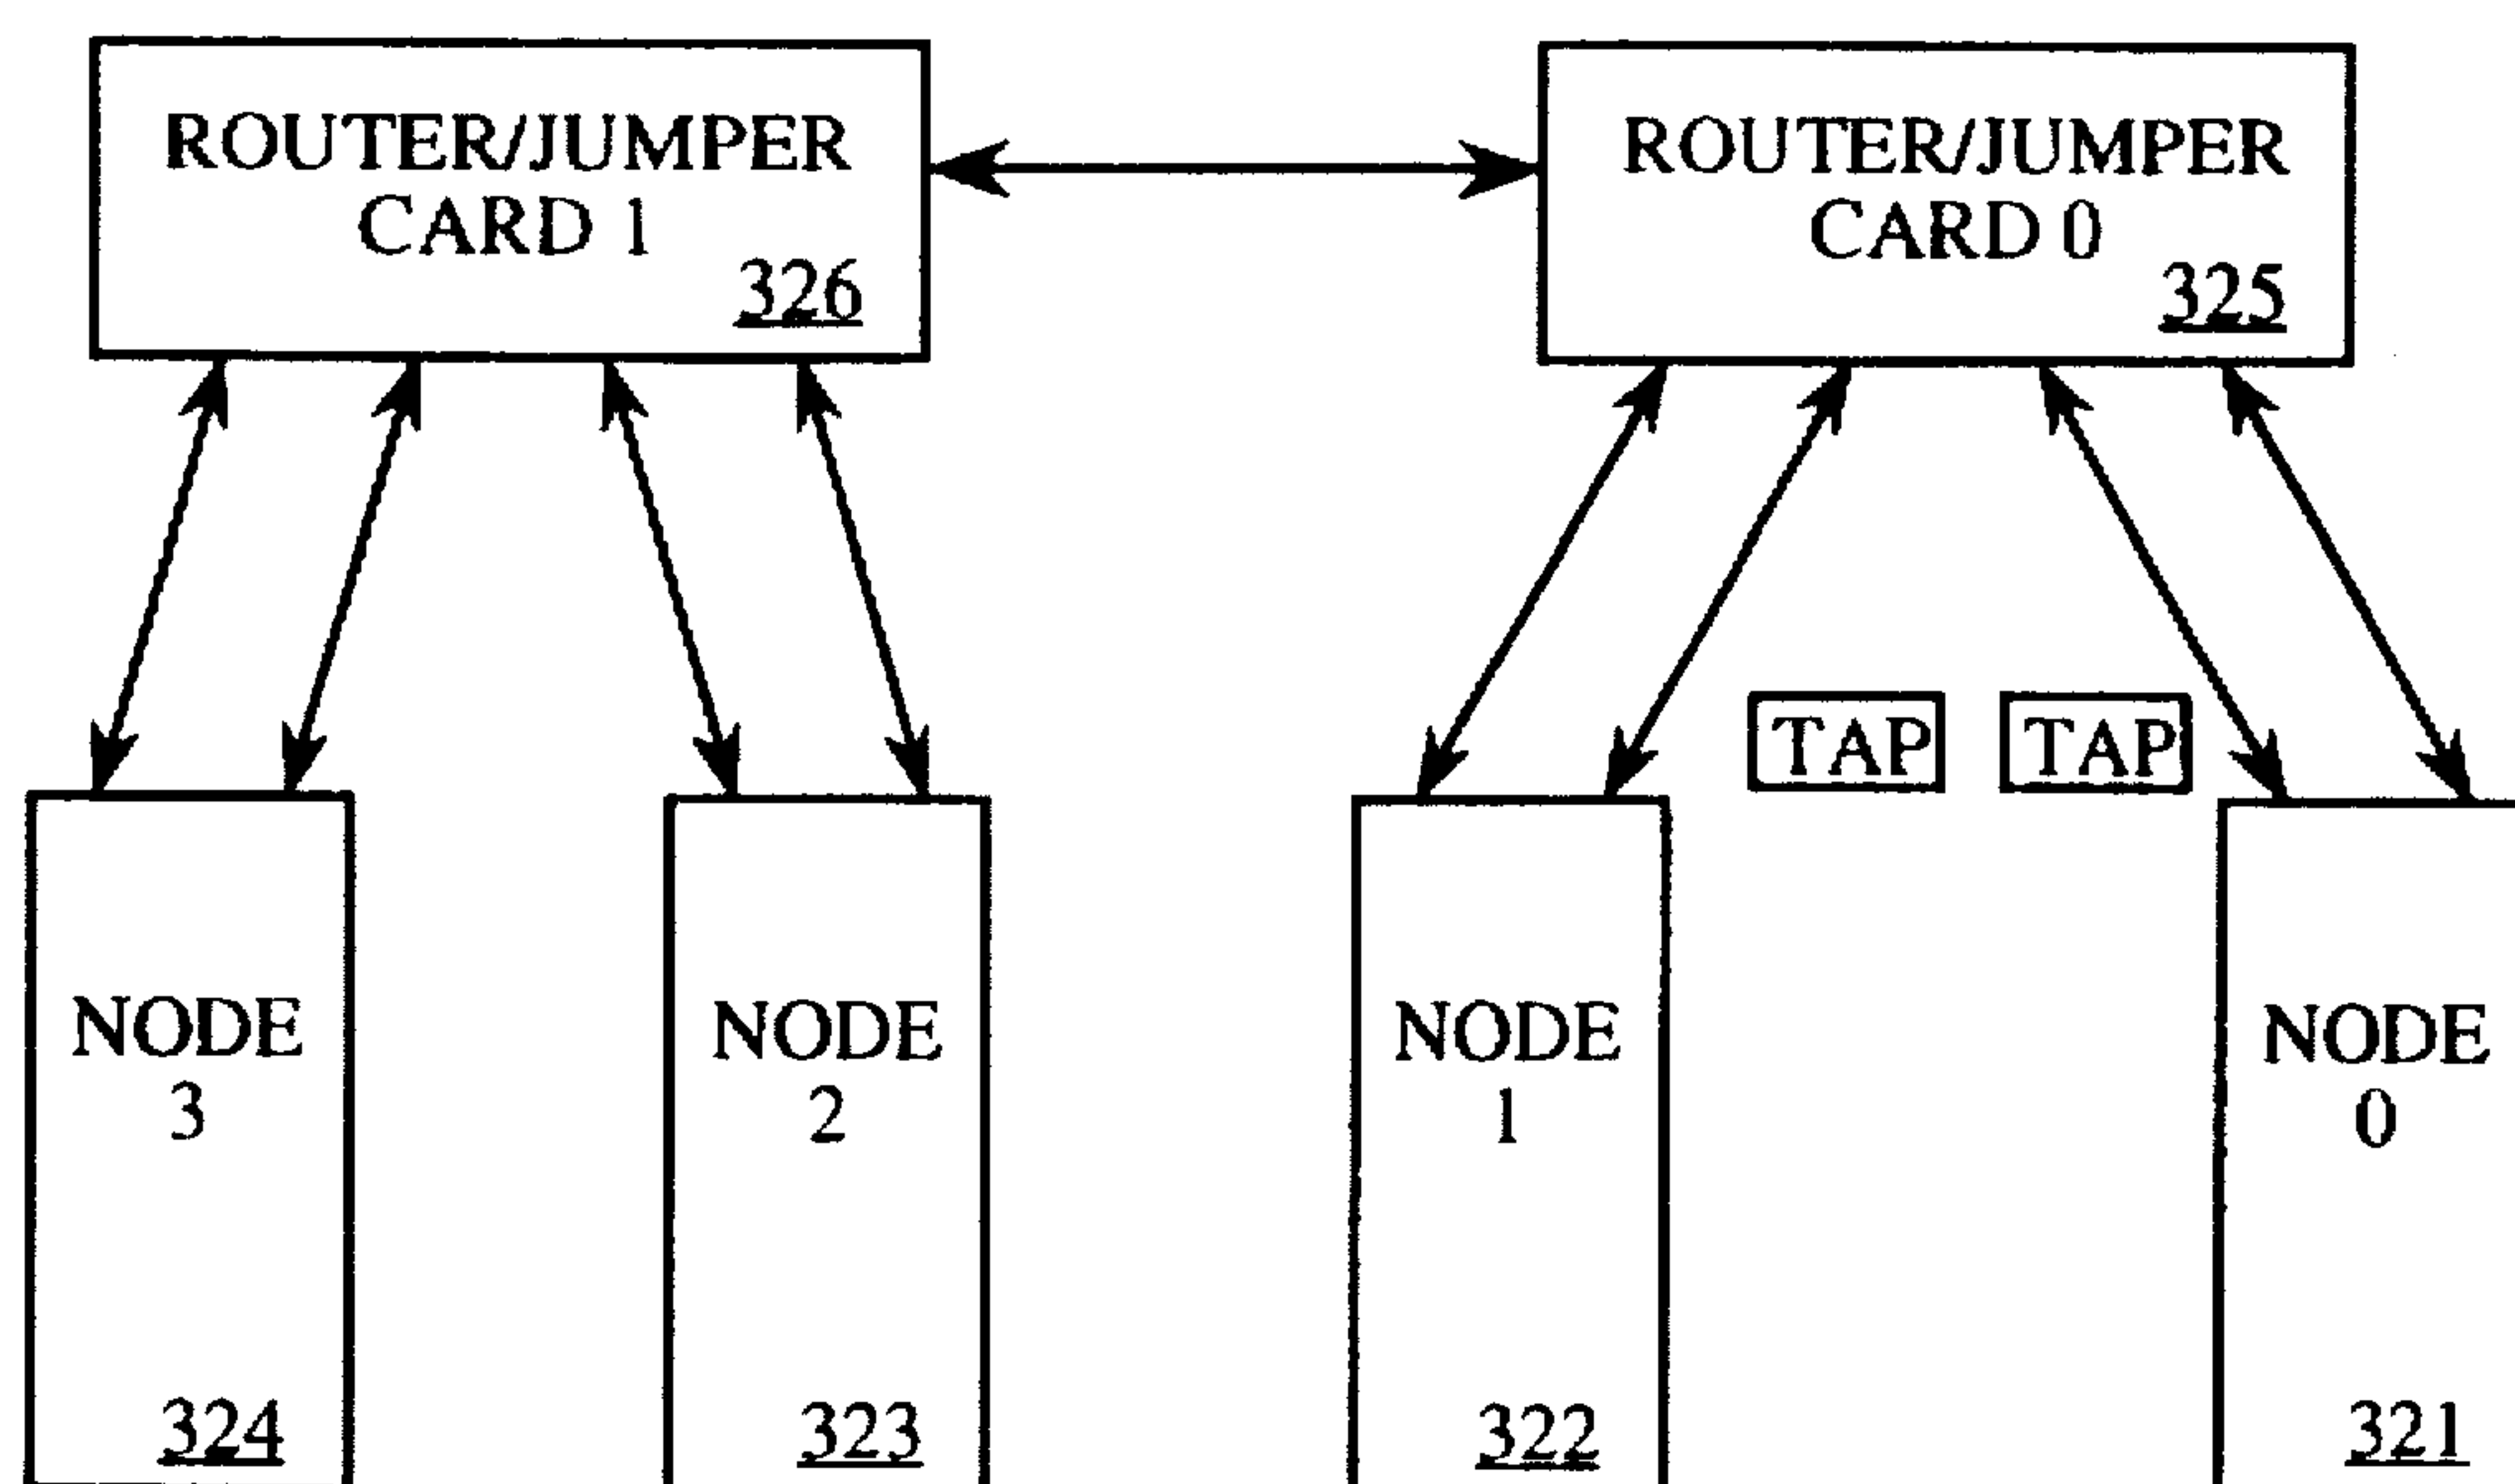 ROUTER/JUMPER
CARD 1
326
ROUTER/JUMPER
CARD 0
325
TAP
TAP
NODE
3
324
NODE
2
323
NODE
1
322
NODE
0
321